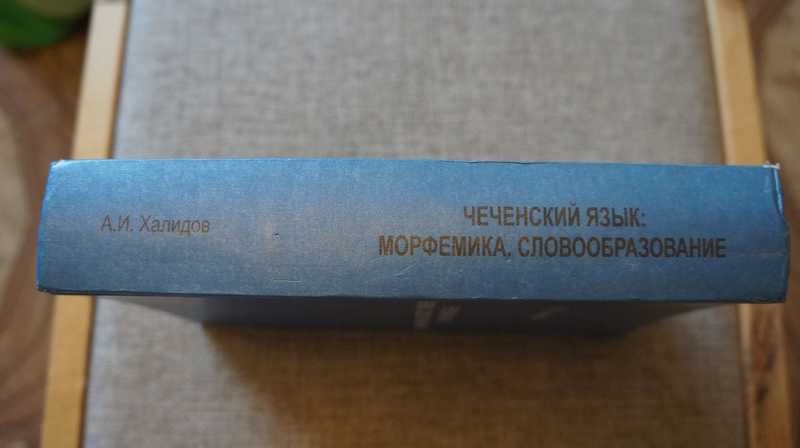 А.И. Халидов
ЧЕЧЕНСКИЙ ЯЗЫК:
МОРФЕМИКА. СЛОВООБРАЗОВАНИЕ